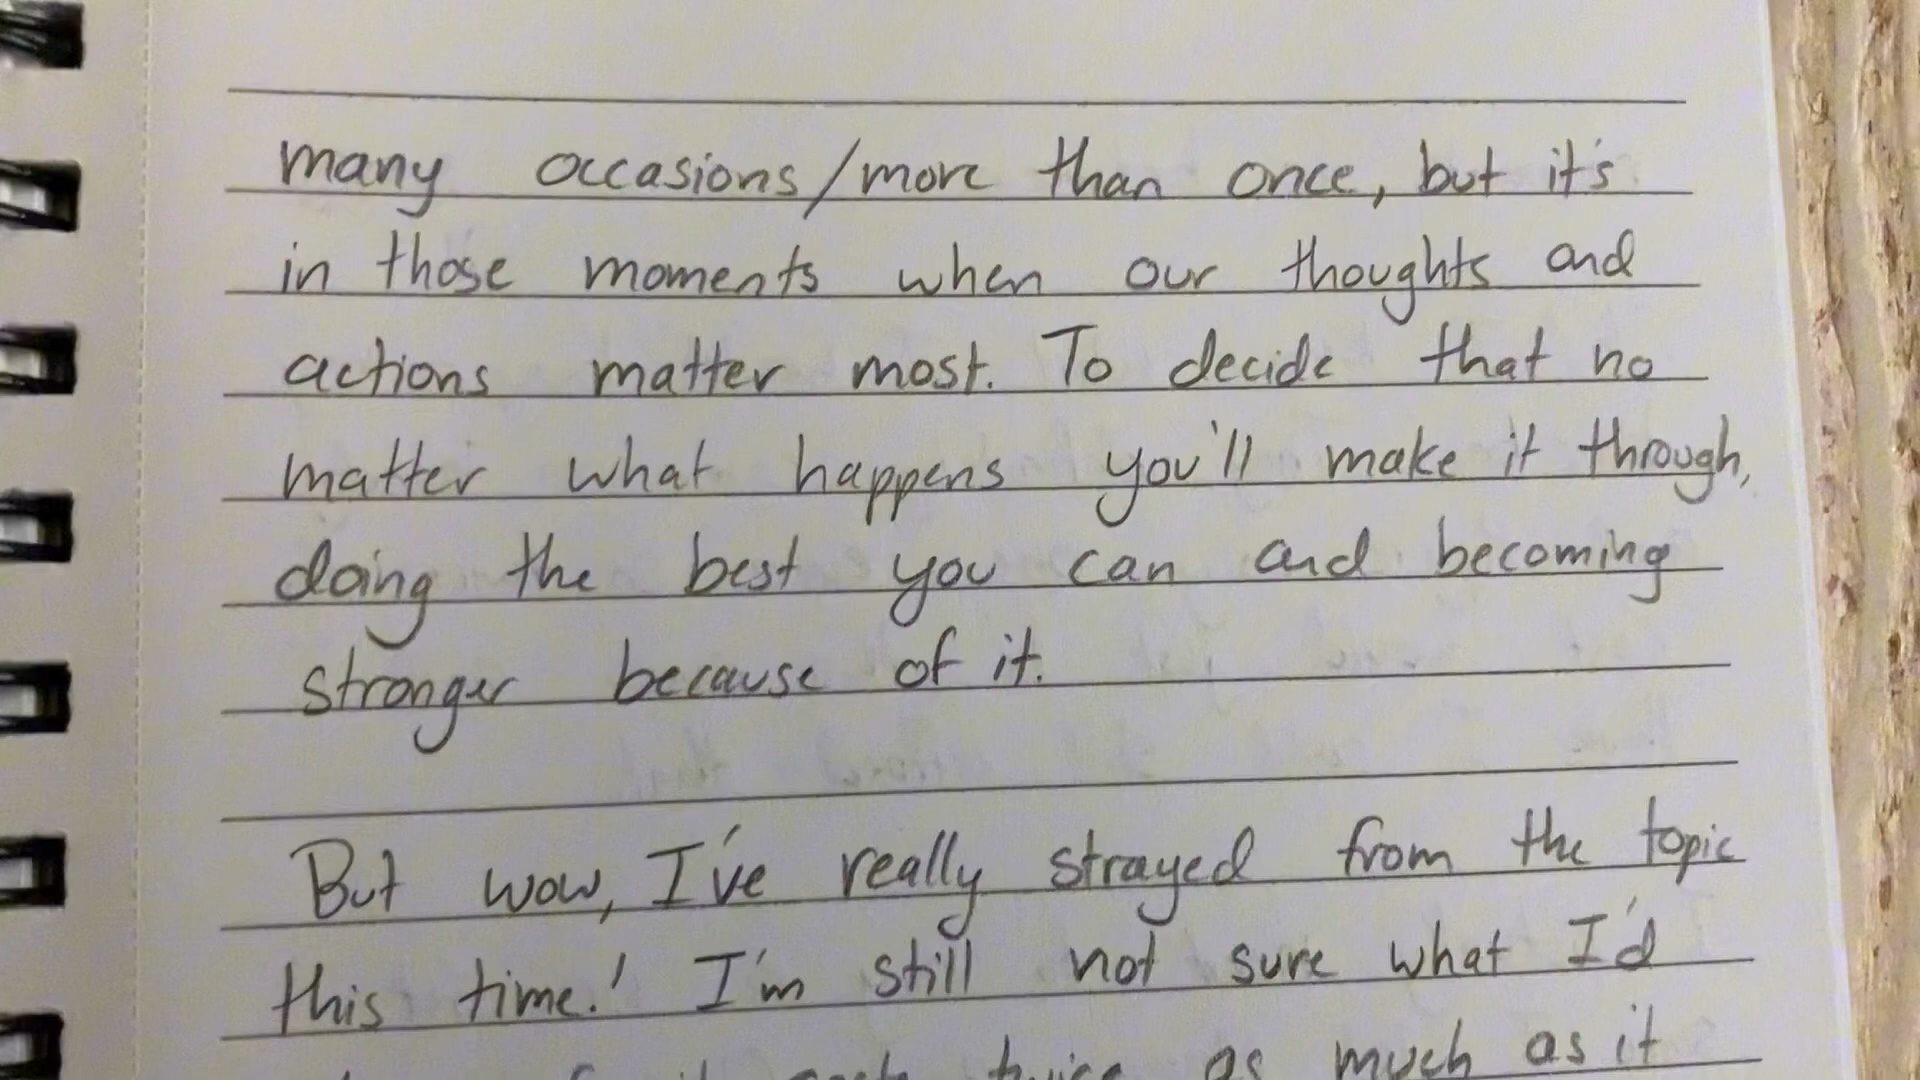 many occasions/more than once, but it's
in those moments when our thoughts and
actions matter most. To decide that no
matter what happens you'll make it through,
doing the best you can and becoming
stronger because of it.
But wow, I've really strayed from the topic
this time! I'm still not sure what I'd
twice as much as it